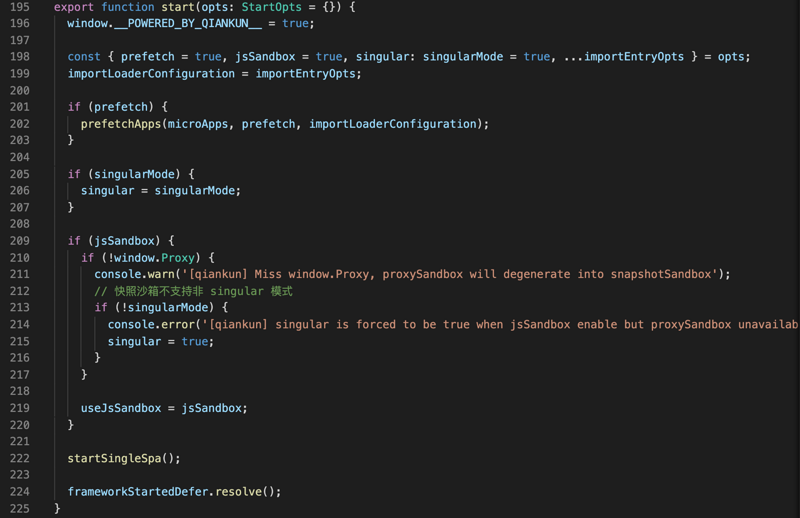 195 export function start(opts: StartOpts = {}) {
196 window.__POWERED_BY_QIANKUN__ = true;
197
198 const { prefetch = true, jsSandbox = true, singular: singularMode = true, ...importEntryOpts } = opts;
199 importLoaderConfiguration = importEntryOpts;
200
201 if (prefetch) {
202 prefetchApps(microApps, prefetch, importLoaderConfiguration);
203 }
204
205 if (singularMode) {
206 singular = singularMode;
207 }
208
209 if (jsSandbox) {
210 if (!window.Proxy) {
211 console.warn('[qiankun] Miss window.Proxy, proxySandbox will degenerate into snapshotSandbox');
212 // 快照沙箱不支持非 singular 模式
213 if (!singularMode) {
214 console.error('[qiankun] singular is forced to be true when jsSandbox enable but proxySandbox unavailab
215 singular = true;
216 }
217 }
218
219 useJsSandbox = jsSandbox;
220 }
221
222 startSingleSpa();
223
224 frameworkStartedDefer.resolve();
225 }